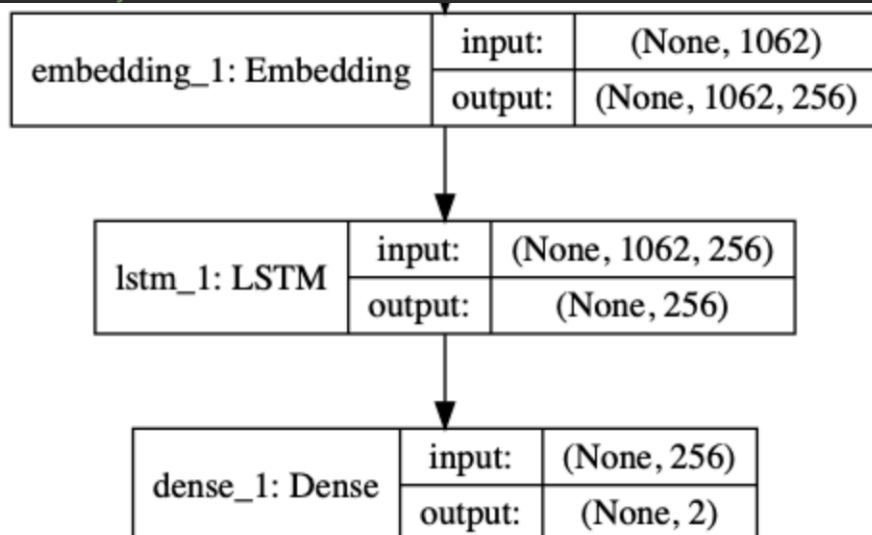 embedding_1: Embedding
input:
(None, 1062)
output:
(None, 1062, 256)
lstm_1: LSTM
input:
(None, 1062, 256)
output:
(None, 256)
dense_1: Dense
input:
(None, 256)
output:
(None, 2)